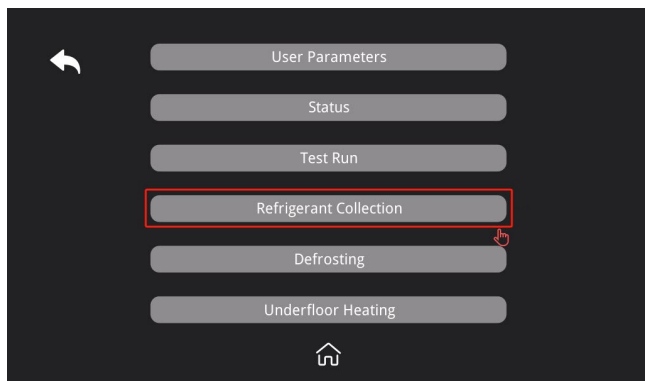 User Parameters
Status
Test Run
Refrigerant Collection
Defrosting
Underfloor Heating